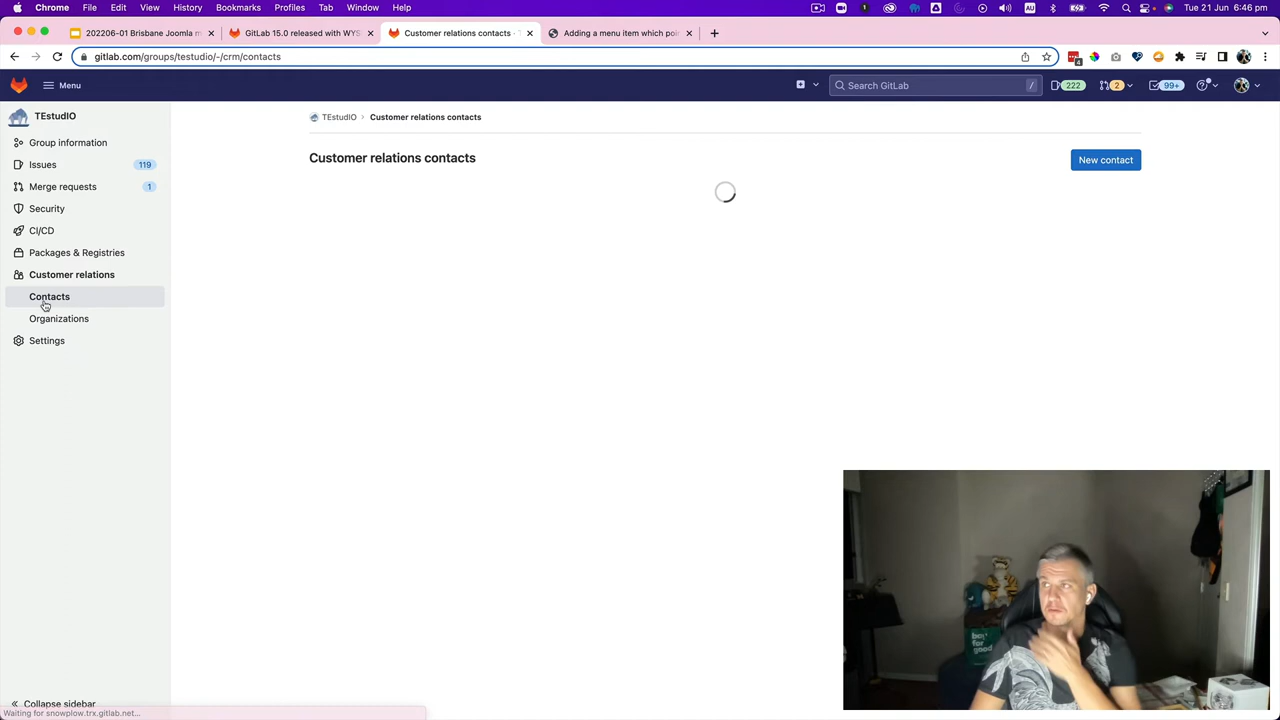 Chrome File Edit View History Bookmarks Profiles Tab Window Help AU Tue 21 Jun 6:46 pm
202206-01 Brisbane Joomla m GitLab 15.0 released with WYS Customer relations contacts - T Adding a menu item which poi
gitlab.com/groups/testudio/-/crm/contacts
Menu Search GitLab / 222 2 99+
TEstudIO
TEstudIO > Customer relations contacts
Group information
Customer relations contacts
New contact
Issues 119
Merge requests 1
Security
CI/CD
Packages & Registries
Customer relations
Contacts
Organizations
Settings
Collapse sidebar
Waiting for snowplow.trx.gitlab.net...